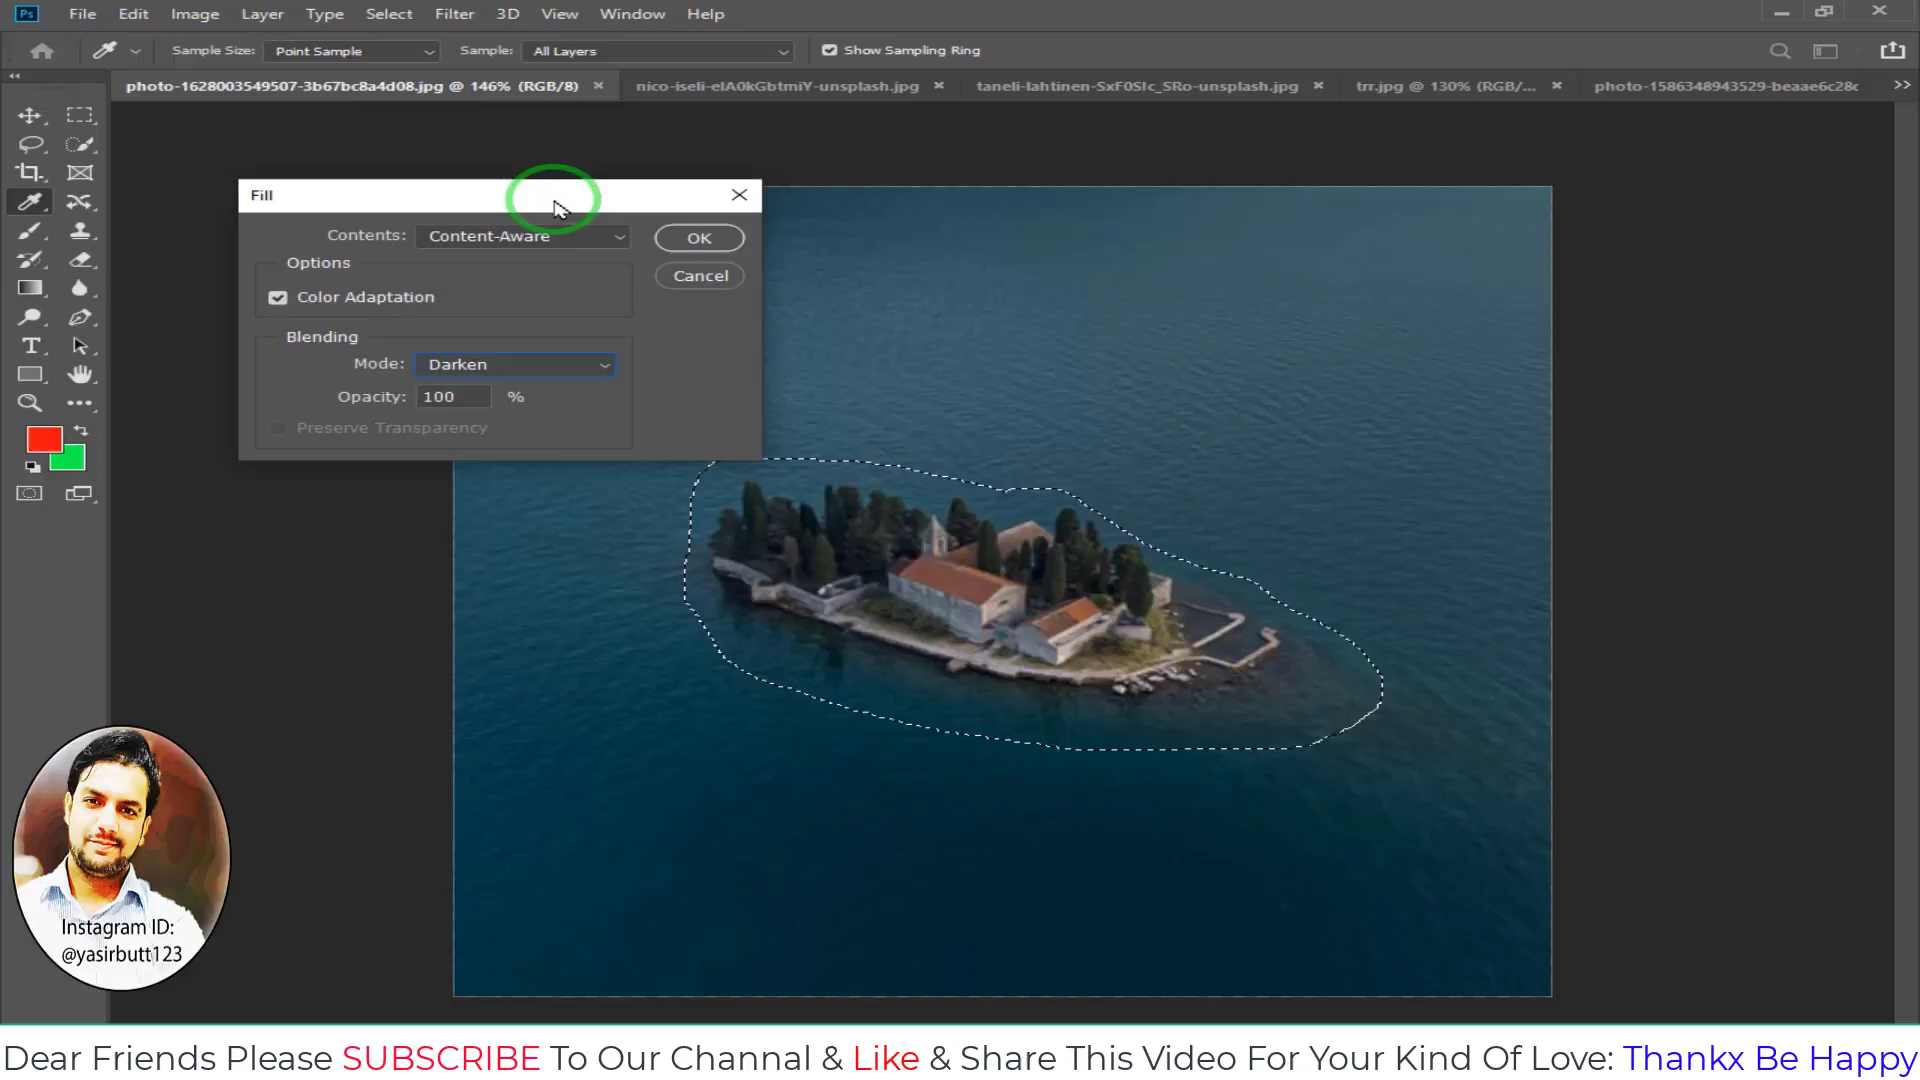 Ps File Edit Image Layer Type Select Filter 3D View Window Help
Sample Size: Point Sample Sample: All Layers Show Sampling Ring
photo-1628003549507-3b67bc8a4d08.jpg @ 146% (RGB/8) × nico-iseli-elA0kGbtmiY-unsplash.jpg × taneli-lahtinen-SxF0SIc_SRo-unsplash.jpg × trr.jpg @ 130% (RGB/... × photo-1586348943529-beaae6c28c >>
Fill
Contents: Content-Aware OK
Options Cancel
Color Adaptation
Blending
Mode: Darken
Opacity: 100 %
Preserve Transparency
Instagram ID:
@yasirbutt123
Dear Friends Please SUBSCRIBE To Our Channal & Like & Share This Video For Your Kind Of Love: Thankx Be Happy